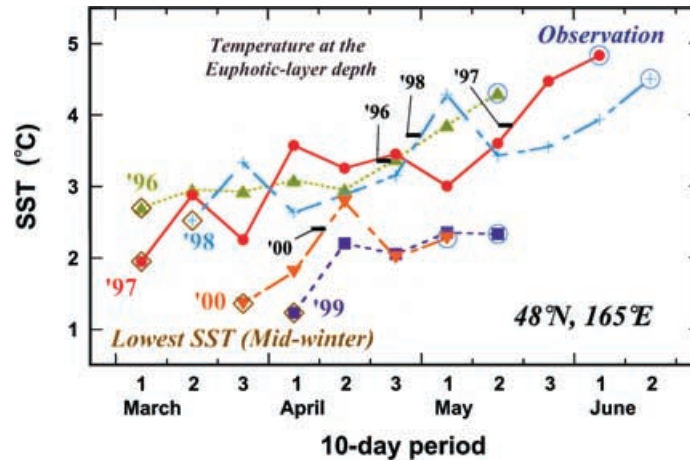 Temperature at the
Euphotic-layer depth
Observation
5
4
3
2
1
SST (°C)
'98
'97
'96
'96
'98
'00
'97
'00
'99
Lowest SST (Mid-winter)
48°N, 165°E
1 2 3 1 2 3 1 2 3 1 2
March April May June
10-day period